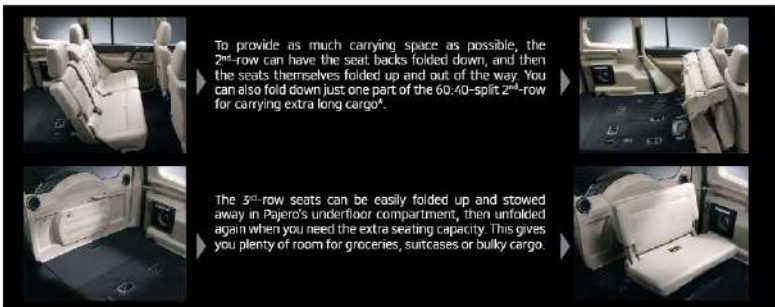 To provide as much carrying space as possible, the
2nd-row can have the seat backs folded down, and then
the seats themselves folded up and out of the way. You
can also fold down just one part of the 60:40-split 2nd-row
for carrying extra long cargo*.
The 3rd-row seats can be easily folded up and stowed
away in Pajero's underfloor compartment, then unfolded
again when you need the extra seating capacity. This gives
you plenty of room for groceries, suitcases or bulky cargo.